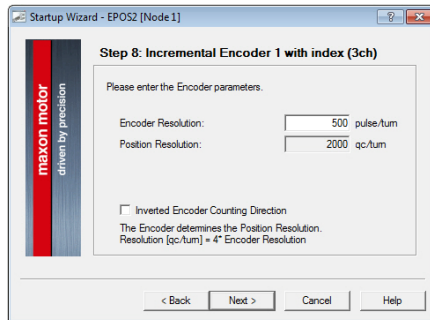 Startup Wizard - EPOS2 [Node 1]
Step 8: Incremental Encoder 1 with index (3ch)
maxon motor
driven by precision
Please enter the Encoder parameters.
Encoder Resolution: 500 pulse/turn
Position Resolution: 2000 qc/turn
Inverted Encoder Counting Direction
The Encoder determines the Position Resolution.
Resolution [qc/turn] = 4* Encoder Resolution
< Back Next > Cancel Help